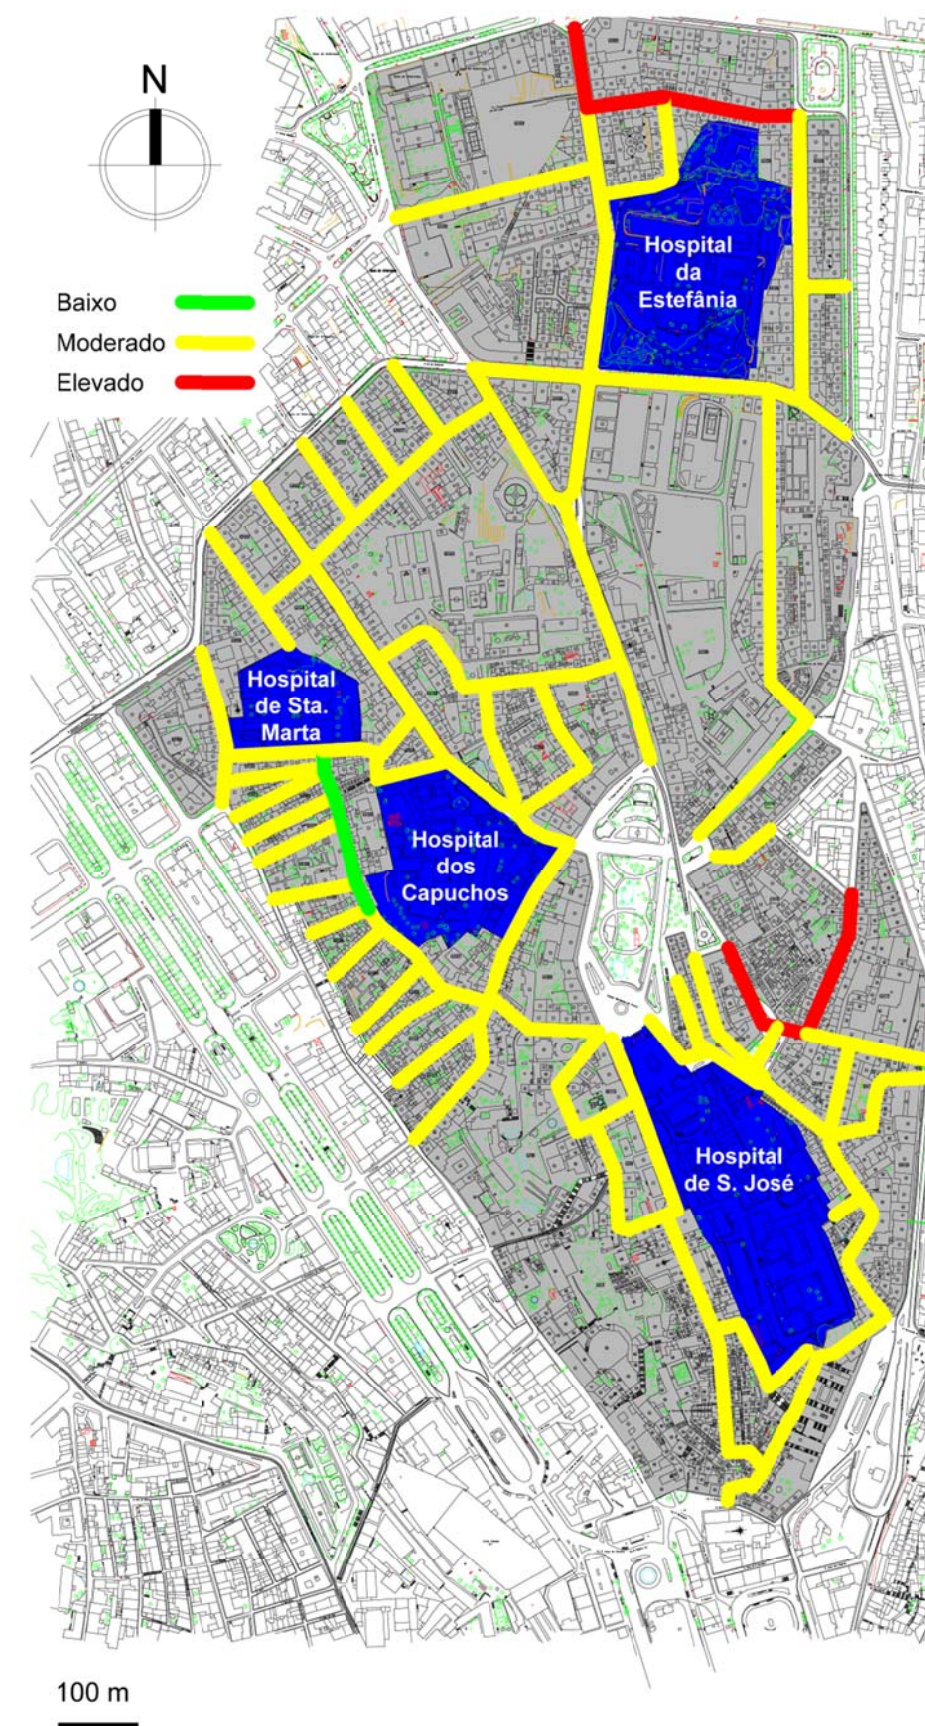 N
Baixo
Moderado
Elevado
Hospital
da
Estefânia
Hospital
de Sta.
Marta
Hospital
dos
Capuchos
Hospital
de S. José
100 m